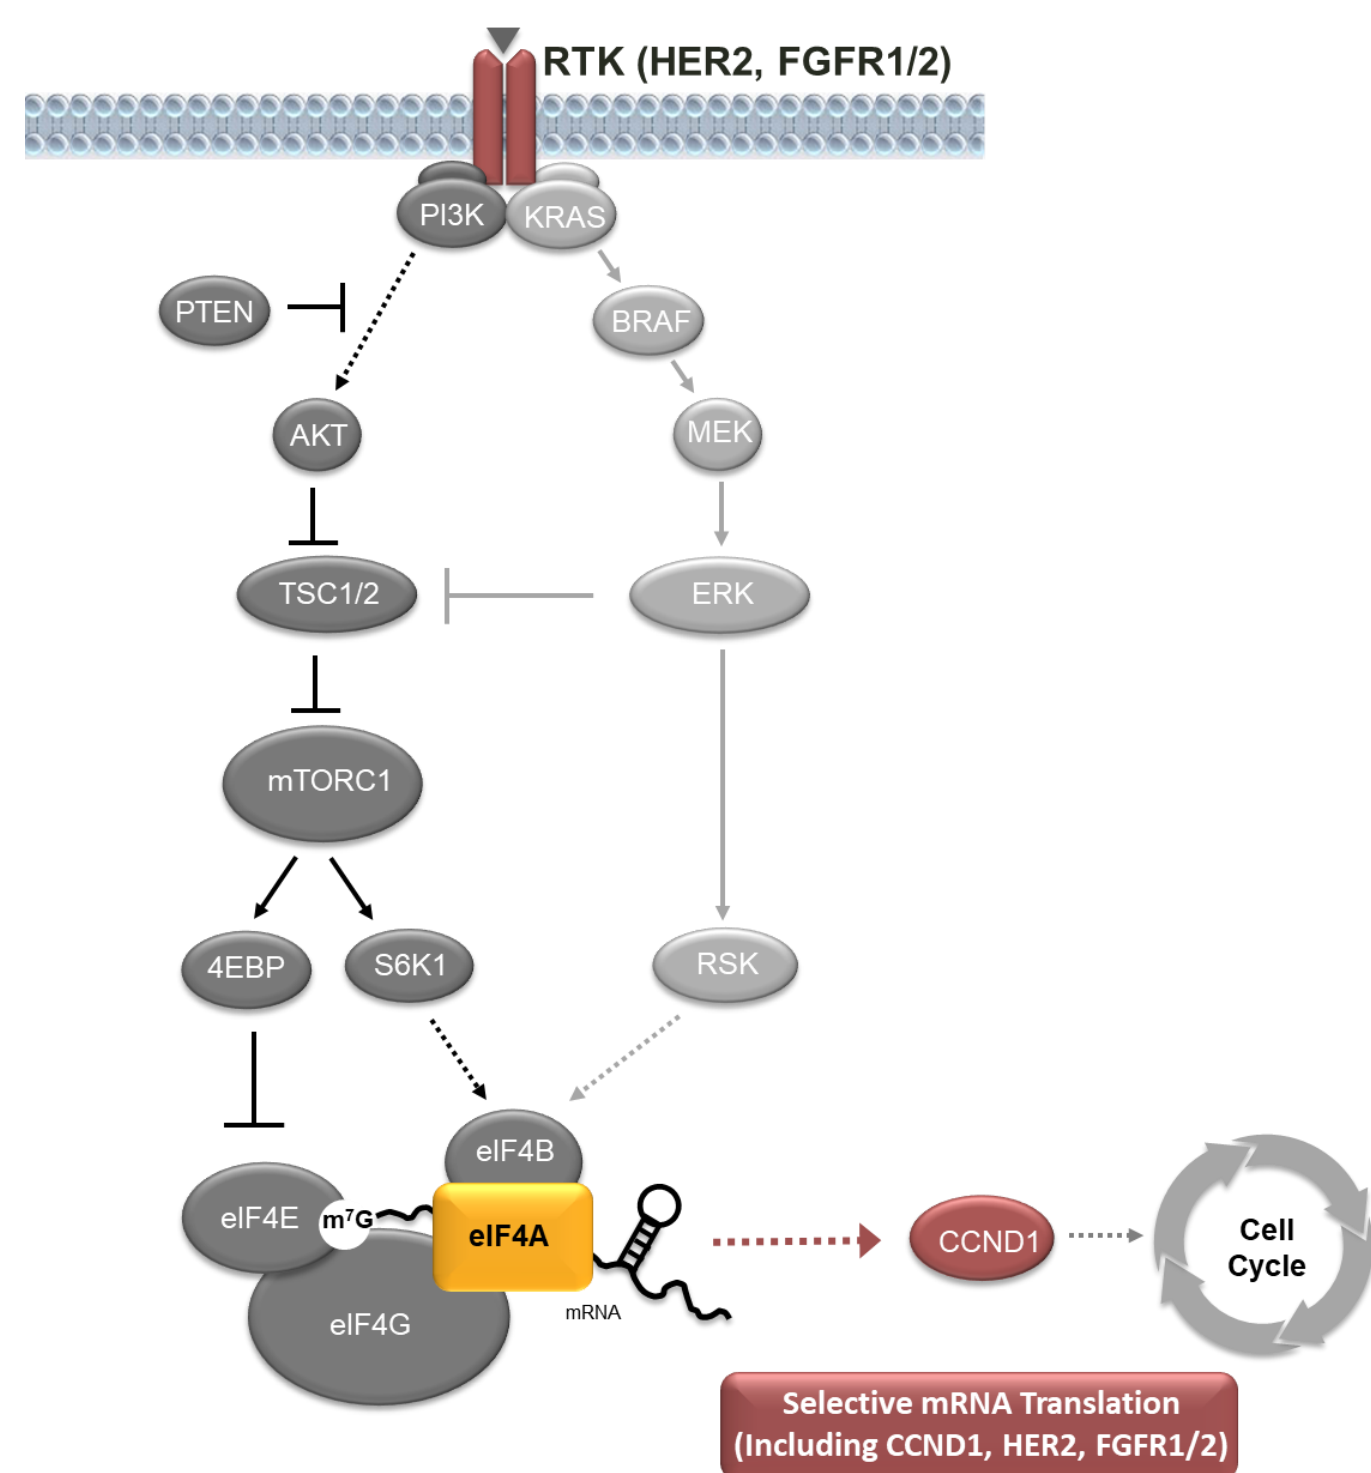 RTK (HER2, FGFR1/2)
PI3K
KRAS
PTEN
BRAF
AKT
MEK
TSC1/2
ERK
mTORC1
4EBP
S6K1
RSK
eIF4B
eIF4E
m⁷G
eIF4A
mRNA
eIF4G
CCND1
Cell
Cycle
Selective mRNA Translation
(Including CCND1, HER2, FGFR1/2)